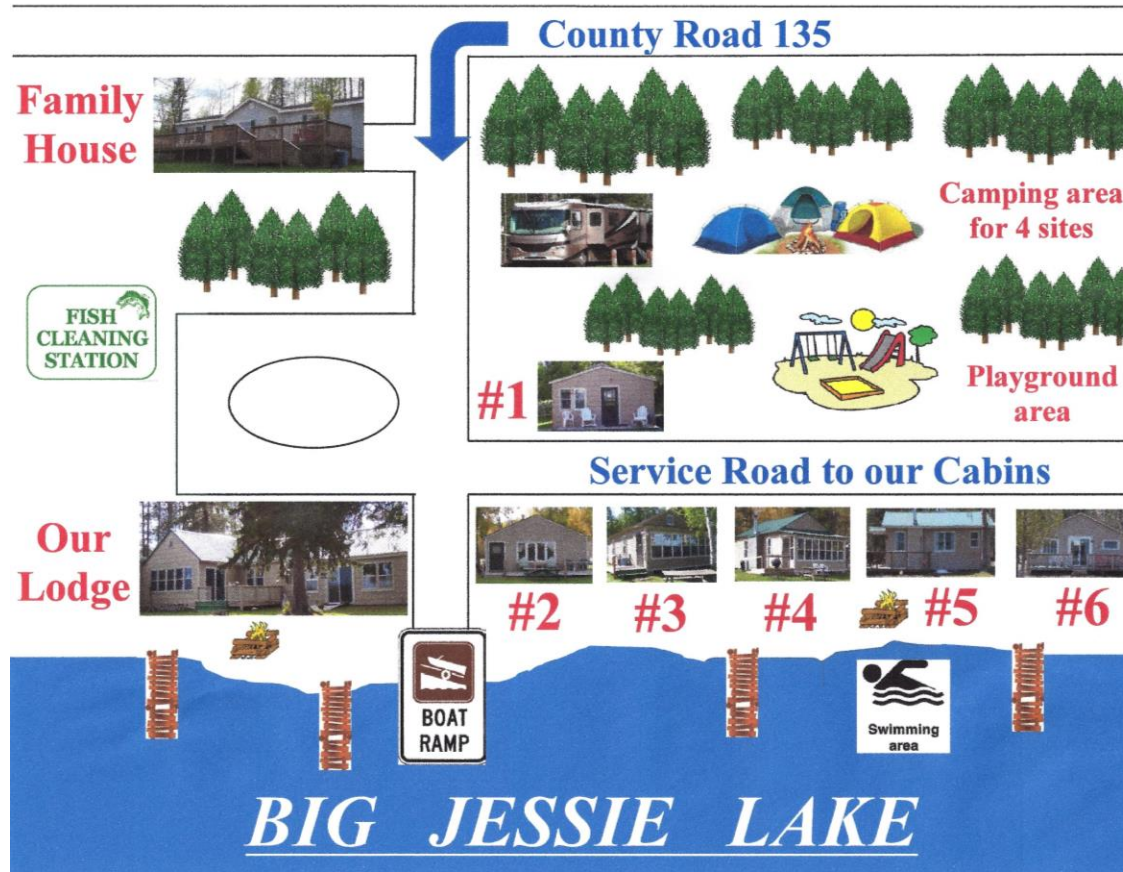 County Road 135
Family
House
Camping area
for 4 sites
FISH
CLEANING
STATION
#1
Playground
area
Service Road to our Cabins
Our
Lodge
#2
#3
#4
#5
#6
BOAT
RAMP
Swimming
area
BIG JESSIE LAKE